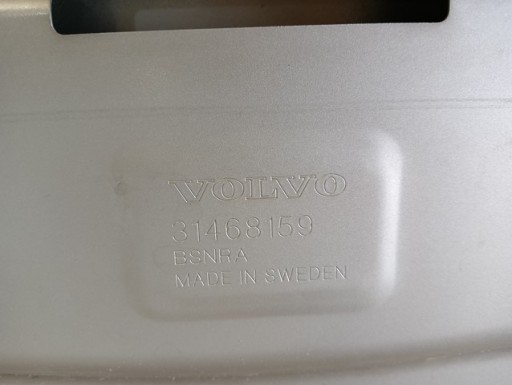 VOLVO
31468159
BSNRA
MADE IN SWEDEN